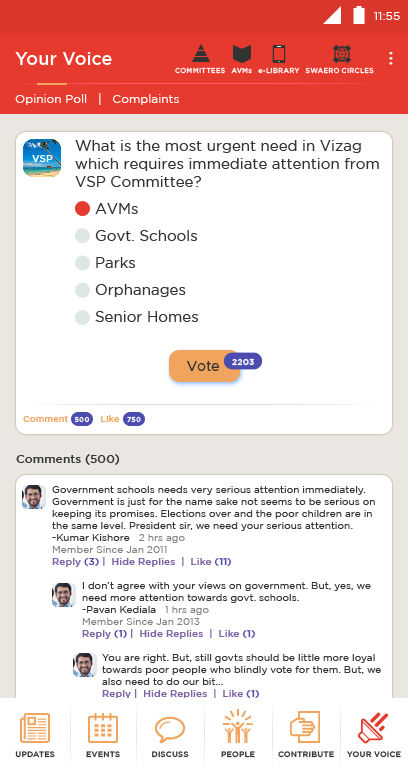 11:55
Your Voice
COMMITTEES AVMs e-LIBRARY SWAERO CIRCLES
Opinion Poll | Complaints
VSP
What is the most urgent need in Vizag
which requires immediate attention from
VSP Committee?
AVMs
Govt. Schools
Parks
Orphanages
Senior Homes
Vote 2203
Comment 500 Like 750
Comments (500)
Government schools needs very serious attention immediately.
Government is just for the name sake not seems to be serious on
keeping its promises. Elections over and the poor children are in
the same level. President sir, we need your serious attention.
-Kumar Kishore 2 hrs ago
Member Since Jan 2011
Reply (3) | Hide Replies | Like (11)
I don't agree with your views on government. But, yes, we
need more attention towards govt. schools.
-Pavan Kediala 1 hrs ago
Member Since Jan 2013
Reply (1) | Hide Replies | Like (1)
You are right. But, still govts should be little more loyal
towards poor people who blindly vote for them. But, we
also need to do our bit...
Reply | Hide Replies | Like (1)
UPDATES EVENTS DISCUSS PEOPLE CONTRIBUTE YOUR VOICE